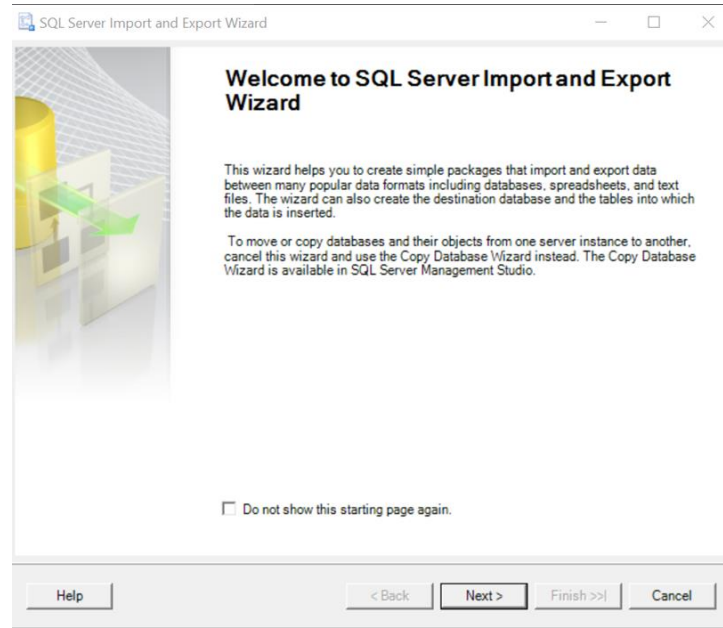 SQL Server Import and Export Wizard
Welcome to SQL Server Import and Export
Wizard
This wizard helps you to create simple packages that import and export data
between many popular data formats including databases, spreadsheets, and text
files. The wizard can also create the destination database and the tables into which
the data is inserted.
To move or copy databases and their objects from one server instance to another,
cancel this wizard and use the Copy Database Wizard instead. The Copy Database
Wizard is available in SQL Server Management Studio.
Do not show this starting page again.
Help < Back Next > Finish >>| Cancel